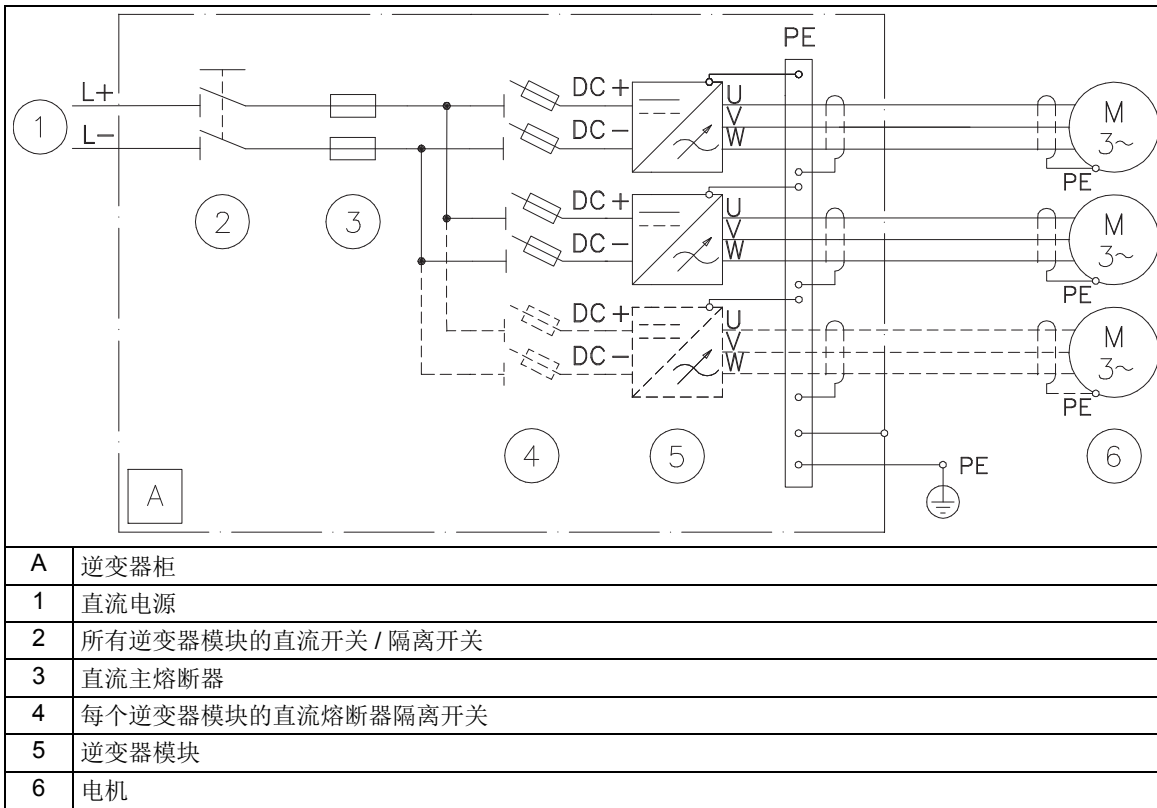 PE
L+
L-
1
2
3
DC +
DC -
U
V
W
M
3~
PE
DC +
DC -
U
V
W
M
3~
PE
DC +
DC -
U
V
W
M
3~
PE
4
5
6
PE
A
A 逆变器柜
1 直流电源
2 所有逆变器模块的直流开关 / 隔离开关
3 直流主熔断器
4 每个逆变器模块的直流熔断器隔离开关
5 逆变器模块
6 电机